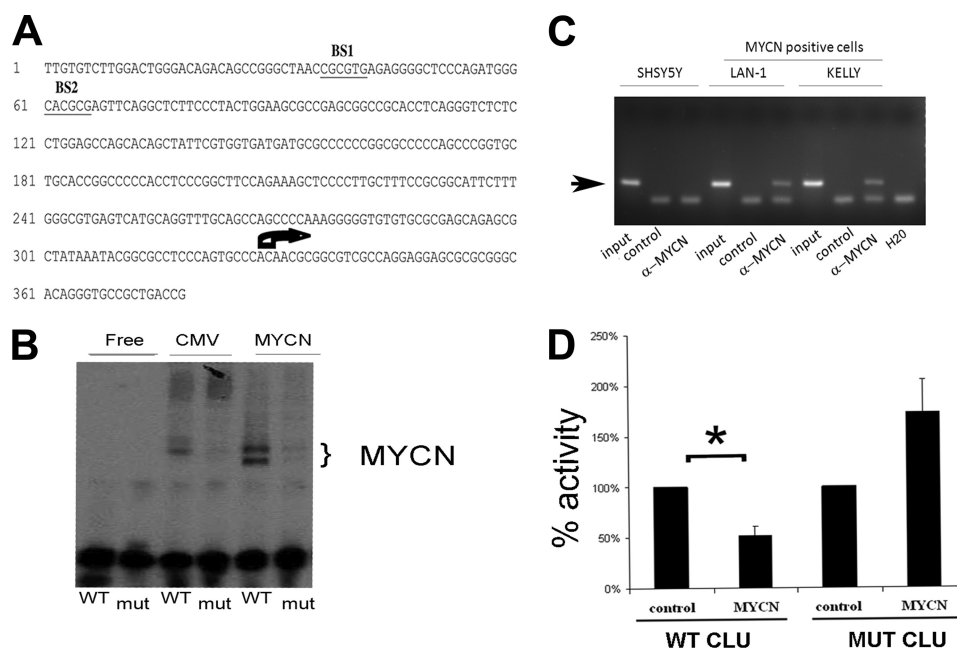 A
BS1
1 TTGTGTCTTGGACTGGGACAGACAGCCGGGCTAACCGCGTGAGAGGGGCTCCCAGATGGG
BS2
61 CACGCGAGTTCAGGCTCTTCCCTACTGGAAGCGCCGAGCGGCCGCACCTCAGGGTCTCTC
121 CTGGAGCCAGCACAGCTATTCGTGGTGATGATGCGCCCCCCGGCGCCCCCAGCCCGGTGC
181 TGCACCGGCCCCCACCTCCCGGCTTCCAGAAAGCTCCCCTTGCTTTCCGCGGCATTCTTT
241 GGGCGTGAGTCATGCAGGTTTGCAGCCAGCCCCAAAGGGGGTGTGTGCGCGAGCAGAGCG
301 CTATAAATACGGCGCCTCCCAGTGCCCACAACGCGGCGTCGCCAGGAGGAGCGCGCGGGC
361 ACAGGGTGCCGCTGACCG
B
Free CMV MYCN
MYCN
WT mut WT mut WT mut
C
MYCN positive cells
SHSY5Y LAN-1 KELLY
input control α-MYCN input control α-MYCN input control α-MYCN H20
D
% activity
250%
200%
150%
100%
50%
0%
*
control MYCN control MYCN
WT CLU MUT CLU